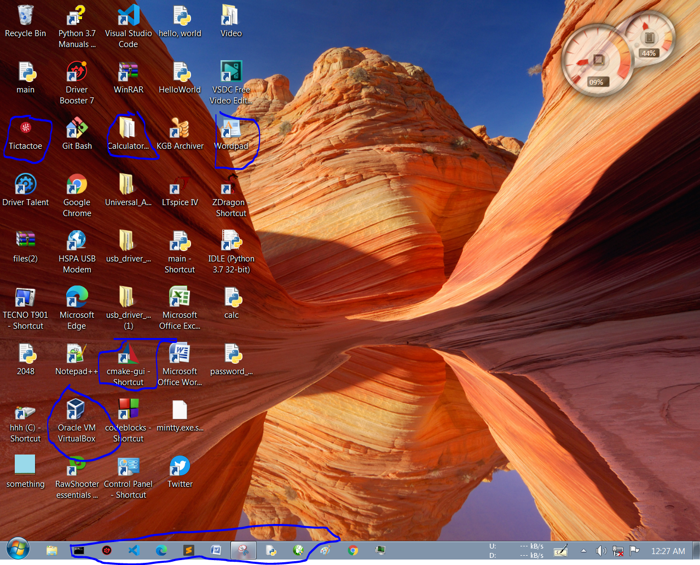 Recycle Bin
Python 3.7
Manuals ...
Visual Studio
Code
hello, world
Video
main
Driver
Booster 7
WinRAR
HelloWorld
VSDC Free
Video Edit...
Tictactoe
Git Bash
Calculator...
KGB Archiver
Wordpad
Driver Talent
Google
Chrome
Universal_A...
LTspice IV
ZDragon
Shortcut
files(2)
HSPA USB
Modem
usb_driver_...
main -
Shortcut
IDLE (Python
3.7 32-bit)
TECNO T901
- Shortcut
Microsoft
Edge
usb_driver_...
(1)
Microsoft
Office Exc...
calc
2048
Notepad++
cmake-gui -
Shortcut
Microsoft
Office Wor...
password_...
hhh (C) -
Shortcut
Oracle VM
VirtualBox
codeblocks -
Shortcut
mintty.exe.s...
something
RawShooter
essentials ...
Control Panel
- Shortcut
Twitter
09%
44%
U: --- kB/s
D: --- kB/s
12:27 AM